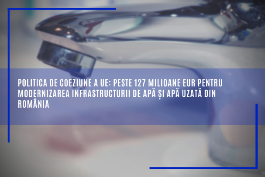 POLITICA DE COEZIUNE A UE: PESTE 127 MILIOANE EUR PENTRU
MODERNIZAREA INFRASTRUCTURII DE APĂ ȘI APĂ UZATĂ DIN
ROMÂNIA